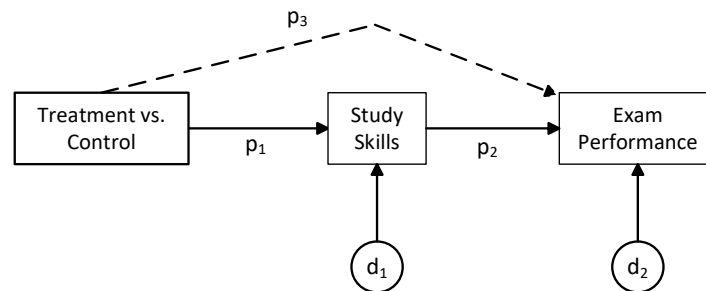 p₃
Treatment vs.
Control
p₁
Study
Skills
p₂
Exam
Performance
d₁
d₂